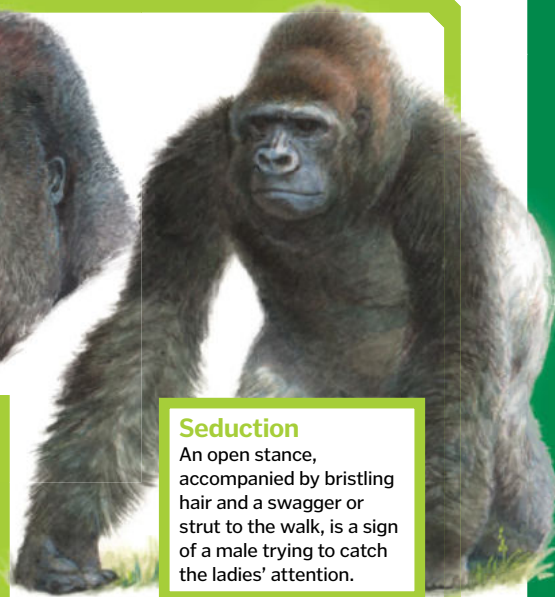 Seduction
An open stance,
accompanied by bristling
hair and a swagger or
strut to the walk, is a sign
of a male trying to catch
the ladies' attention.